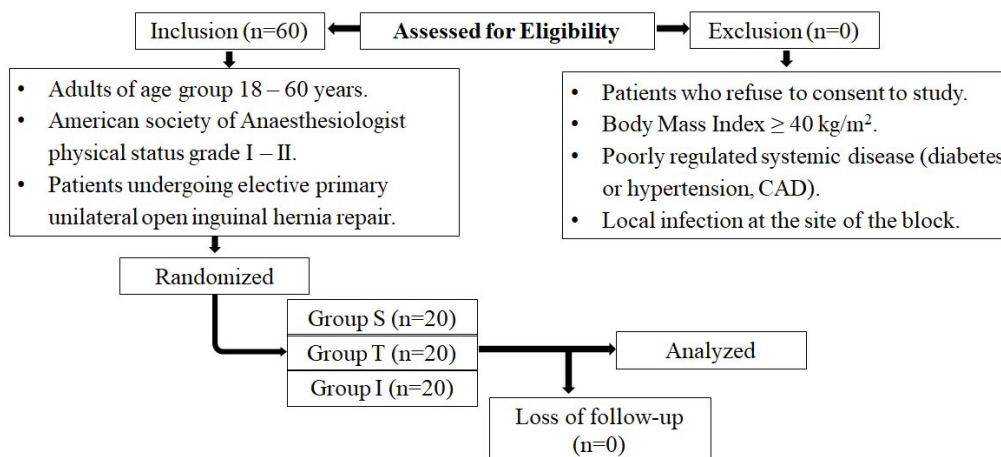 Inclusion (n=60)
Assessed for Eligibility
Exclusion (n=0)
• Adults of age group 18 – 60 years.
• American society of Anaesthesiologist
physical status grade I – II.
• Patients undergoing elective primary
unilateral open inguinal hernia repair.
• Patients who refuse to consent to study.
• Body Mass Index ≥ 40 kg/m².
• Poorly regulated systemic disease (diabetes
or hypertension, CAD).
• Local infection at the site of the block.
Randomized
Group S (n=20)
Group T (n=20)
Group I (n=20)
Analyzed
Loss of follow-up
(n=0)